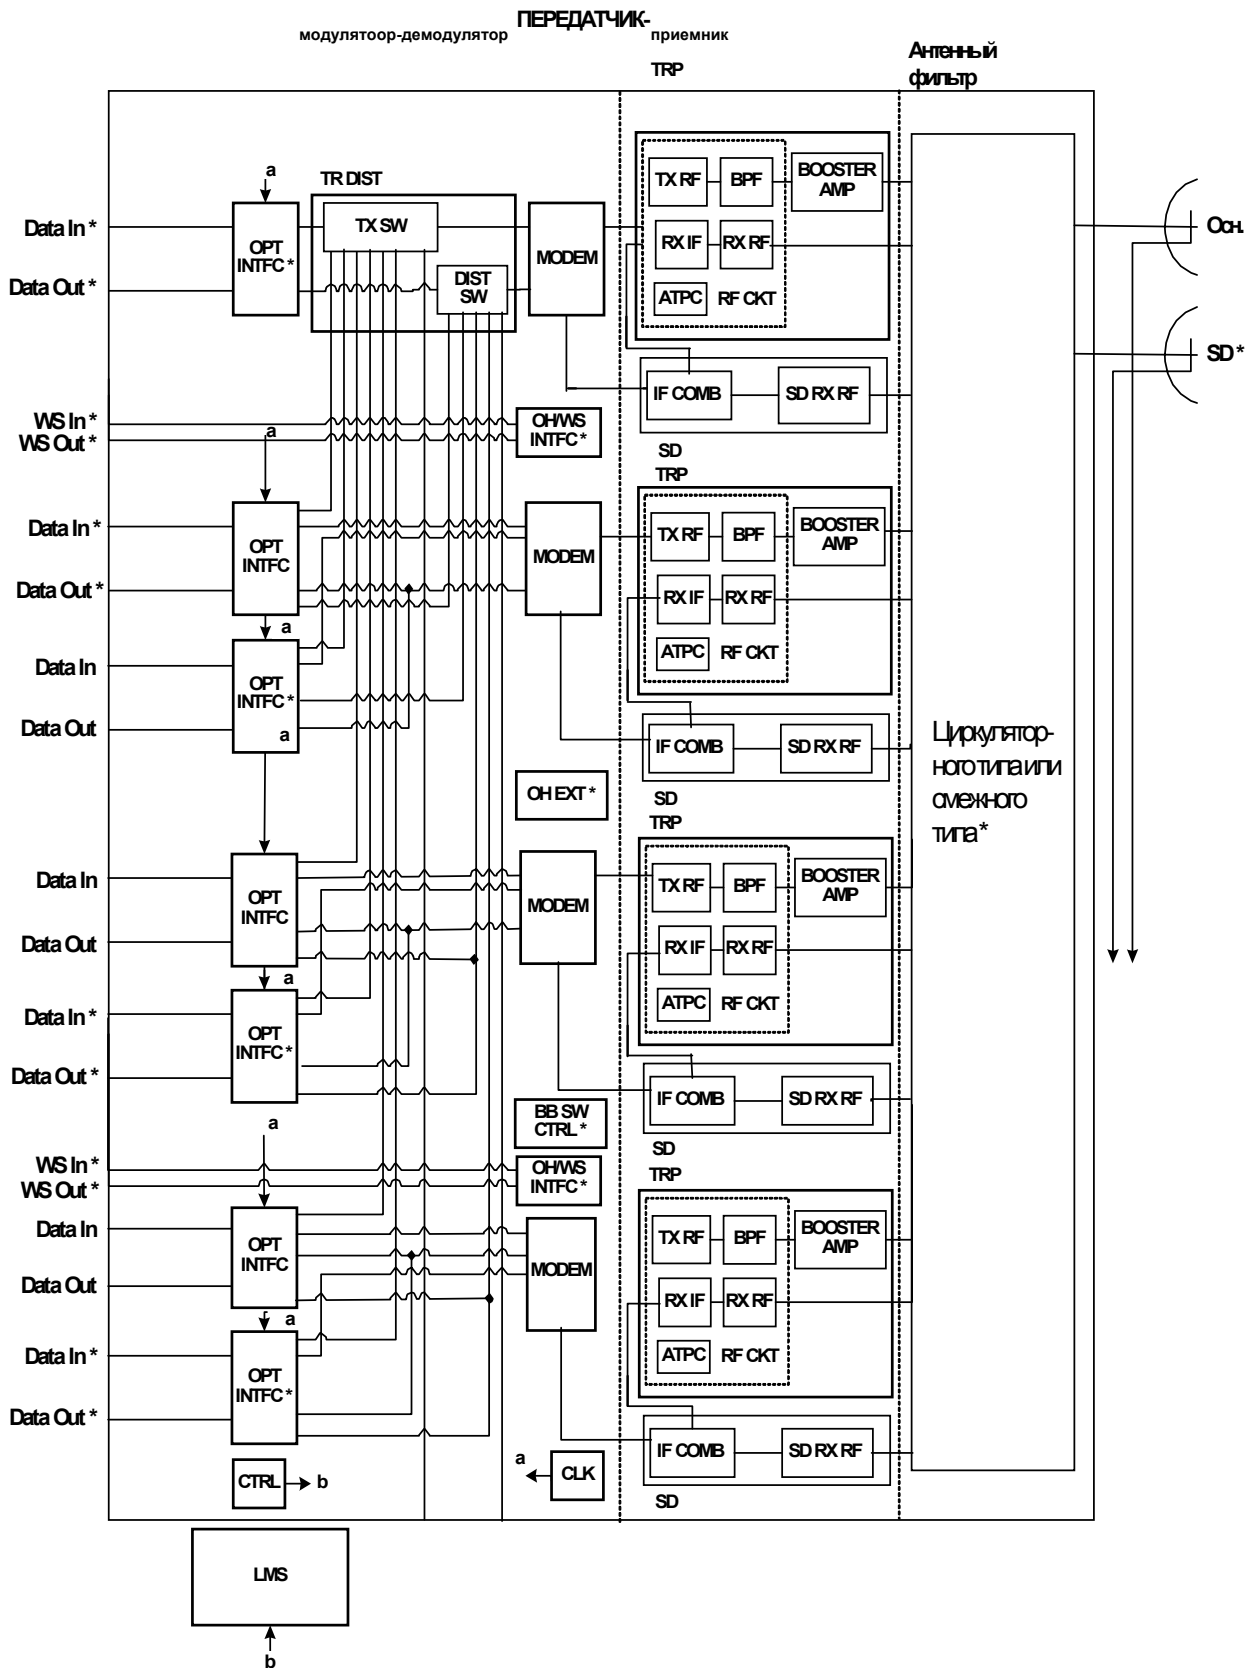 ПЕРЕДАТЧИК-
модулятоор-демодулятор
приемник
TRP
Антенный
фильтр
a
TR DIST
TX SW
DIST
SW
Data In *
Data Out *
OPT
INTFC *
MODEM
TX RF
BPF
BOOSTER
AMP
RX IF
RX RF
ATPC
RF CKT
Осн.
SD *
IF COMB
SD RX RF
SD
WS In *
WS Out *
a
OH/WS
INTFC *
TRP
Data In *
Data Out *
OPT
INTFC
MODEM
TX RF
BPF
BOOSTER
AMP
RX IF
RX RF
ATPC
RF CKT
a
Data In
Data Out
OPT
INTFC *
a
IF COMB
SD RX RF
SD
Циркулятор-
ного типа или
смежного
типа *
OH EXT *
TRP
Data In
Data Out
OPT
INTFC
MODEM
TX RF
BPF
BOOSTER
AMP
RX IF
RX RF
ATPC
RF CKT
a
Data In *
Data Out *
OPT
INTFC *
IF COMB
SD RX RF
SD
BB SW
CTRL *
a
WS In *
WS Out *
OH/WS
INTFC *
TRP
Data In
Data Out
OPT
INTFC
MODEM
TX RF
BPF
BOOSTER
AMP
RX IF
RX RF
ATPC
RF CKT
a
Data In *
Data Out *
OPT
INTFC *
IF COMB
SD RX RF
SD
CTRL
b
a
CLK
LMS
b